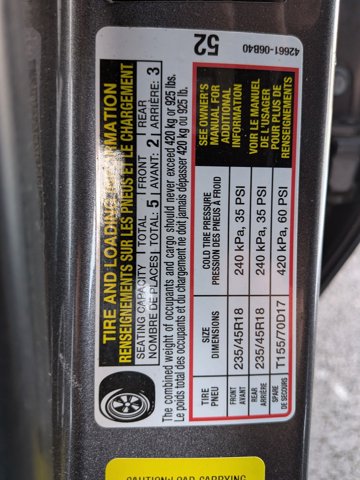 TIRE AND LOADING INFORMATION
RENSEIGNEMENTS SUR LES PNEUS ET LE CHARGEMENT
SEATING CAPACITY | TOTAL | FRONT | REAR
NOMBRE DE PLACES | TOTAL: 5 | AVANT: 2 | ARRIÈRE: 3
The combined weight of occupants and cargo should never exceed 420 kg or 925 lbs.
Le poids total des occupants et du chargement ne doit jamais dépasser 420 kg ou 925 lb.
TIRE PNEU | SIZE DIMENSIONS | COLD TIRE PRESSURE PRESSION DES PNEUS À FROID
FRONT AVANT | 235/45R18 | 240 kPa, 35 PSI
REAR ARRIÈRE | 235/45R18 | 240 kPa, 35 PSI
SPARE DE SECOURS | T155/70D17 | 420 kPa, 60 PSI
SEE OWNER'S
MANUAL FOR
ADDITIONAL
INFORMATION
VOIR LE MANUEL
DE L'USAGER
POUR PLUS DE
RENSEIGNEMENTS
52
42661-06B40
CAUTION-LOAD CARRYING